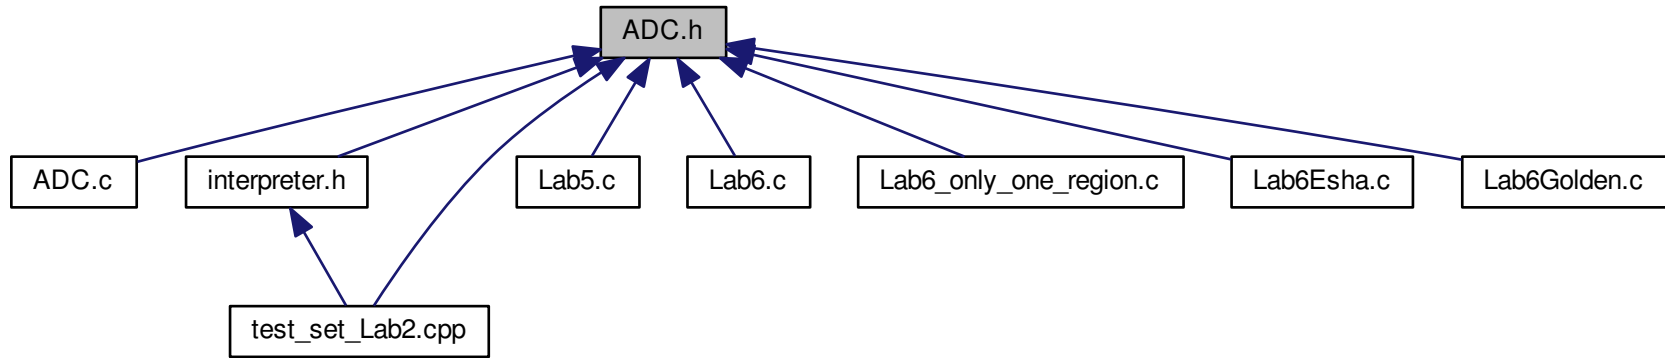 ADC.h
ADC.c
interpreter.h
Lab5.c
Lab6.c
Lab6_only_one_region.c
Lab6Esha.c
Lab6Golden.c
test_set_Lab2.cpp